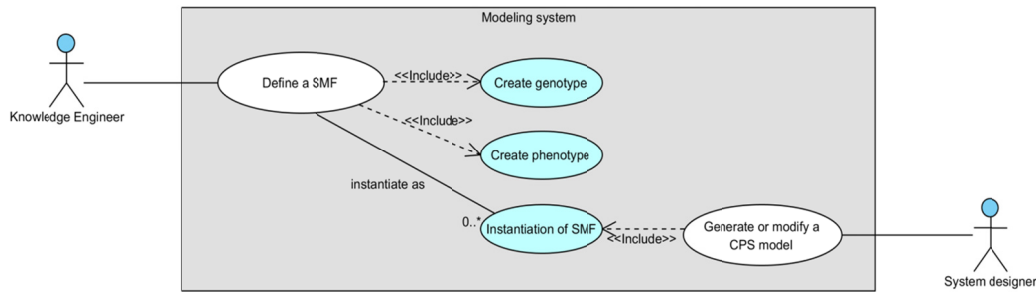 Modeling system
Define a SMF
<<Include>>
Create genotype
Knowledge Engineer
<<Include>>
Create phenotype
instantiate as
0..*
Instantiation of SMF
<<Include>>
Generate or modify a
CPS model
System designer